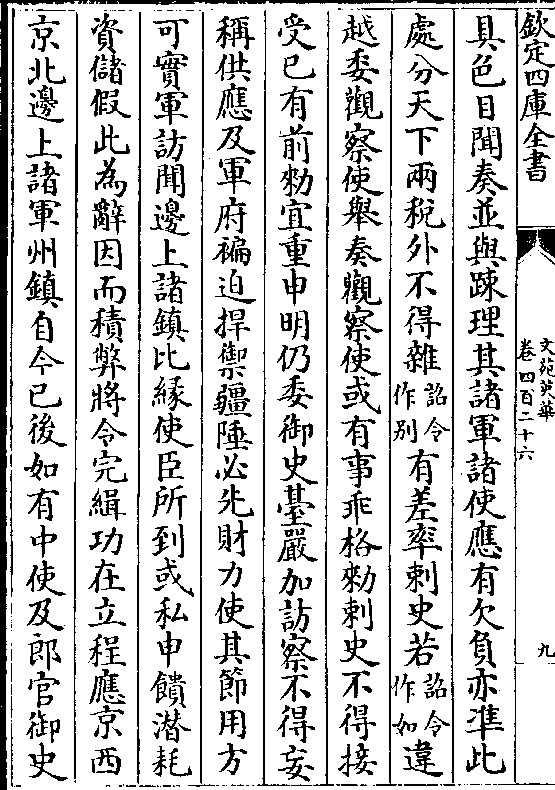 欽定四庫全書
文苑英華
卷四百二十六
九
具色目聞奏並與踈理其諸軍諸使應有欠負亦準此
處分天下兩税外不得雜詔令作别有差率刺史若詔令作如違
越委觀察使舉奏觀察使或有事乖格勑刺史不得接
受已有前勑宜重申明仍委御史臺嚴加訪察不得妄
稱供應及軍府褊迫捍禦疆陲必先財力使其節用方
可實軍訪聞邊上諸鎮比緣使臣所到或私申饋潛耗
資儲假此為辭因而積弊將令完緝功在立程應京西
京北邊上諸軍州鎮自今已後如有中使及郎官御史